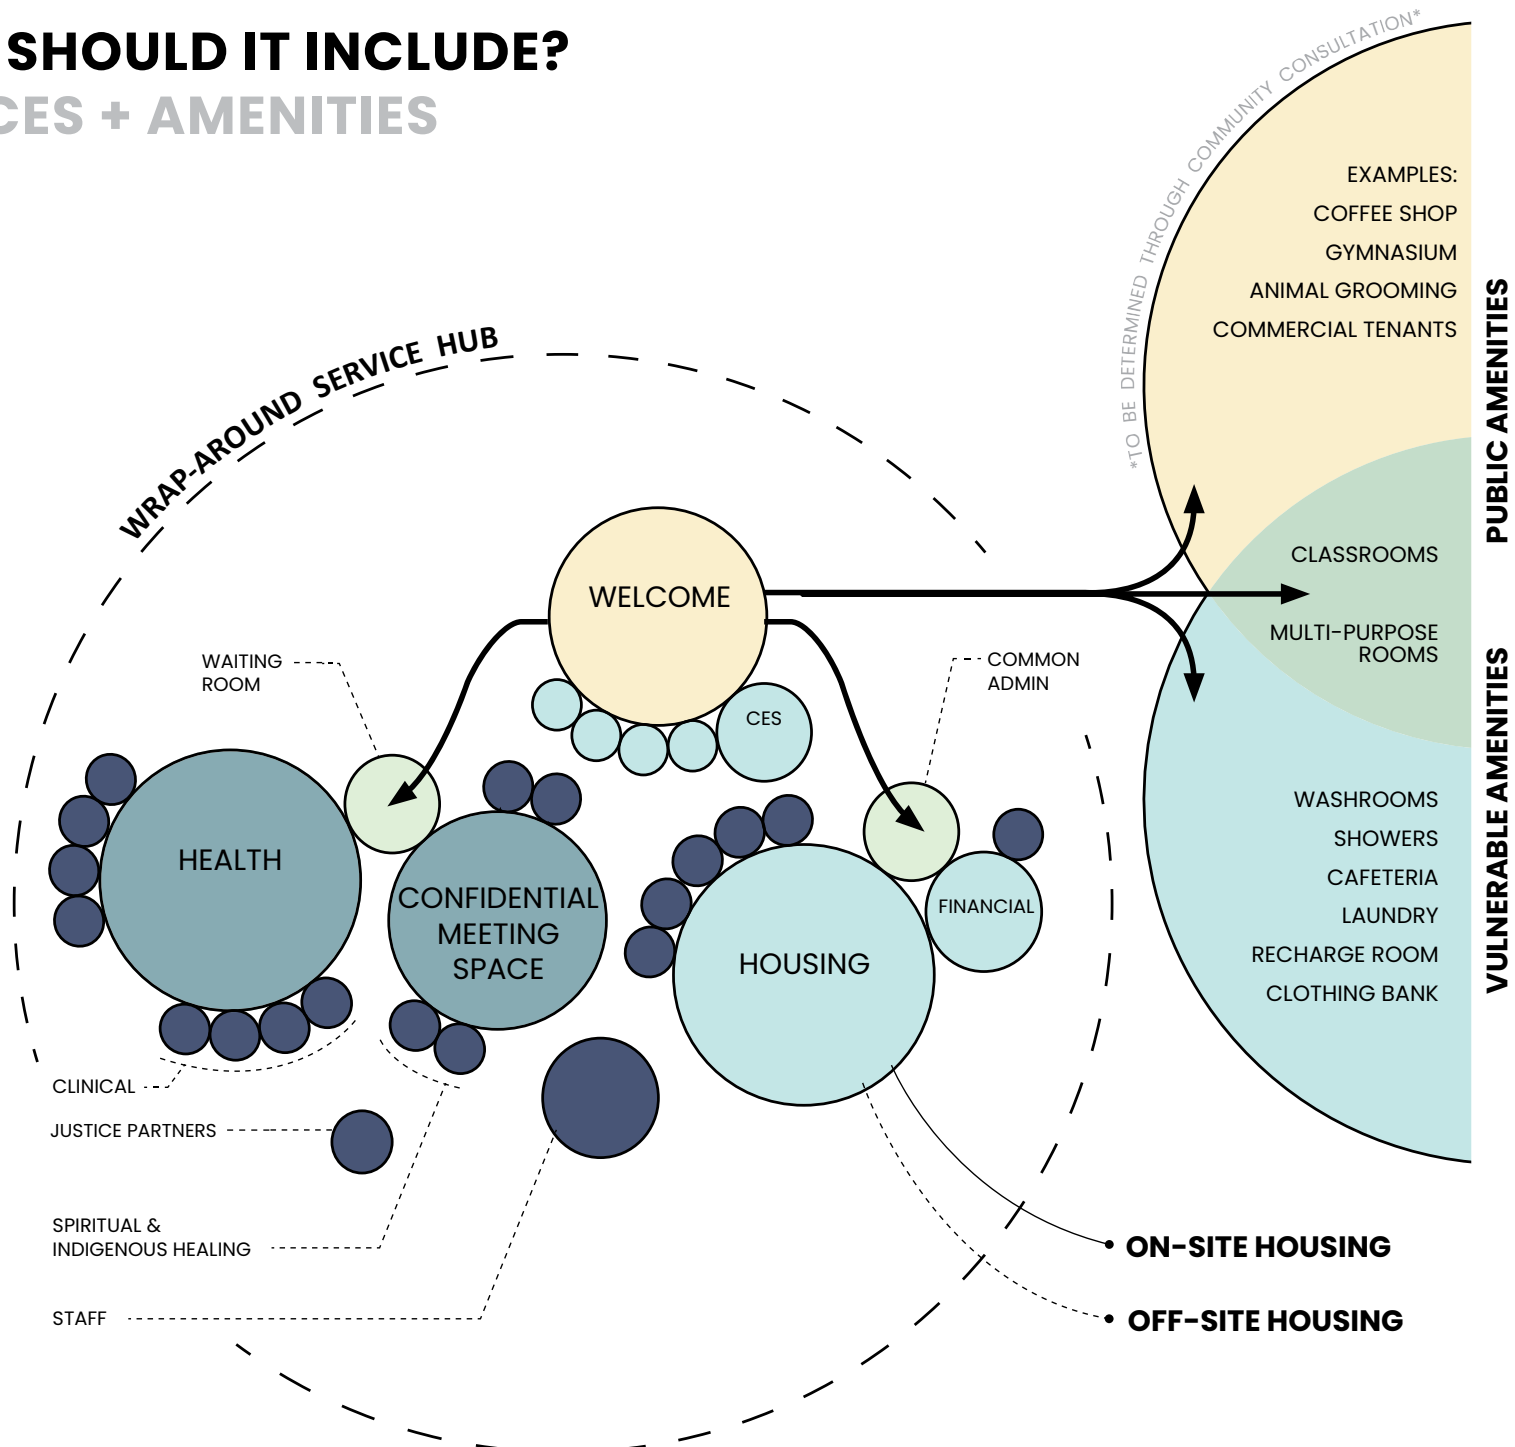 SHOULD IT INCLUDE?
CES + AMENITIES
*TO BE DETERMINED THROUGH COMMUNITY CONSULTATION*
EXAMPLES:
COFFEE SHOP
GYMNASIUM
ANIMAL GROOMING
COMMERCIAL TENANTS
PUBLIC AMENITIES
WRAP-AROUND SERVICE HUB
CLASSROOMS
MULTI-PURPOSE
ROOMS
WELCOME
WAITING
ROOM
COMMON
ADMIN
CES
HEALTH
CONFIDENTIAL
MEETING
SPACE
HOUSING
FINANCIAL
WASHROOMS
SHOWERS
CAFETERIA
LAUNDRY
RECHARGE ROOM
CLOTHING BANK
VULNERABLE AMENITIES
CLINICAL
JUSTICE PARTNERS
SPIRITUAL &
INDIGENOUS HEALING
STAFF
ON-SITE HOUSING
OFF-SITE HOUSING